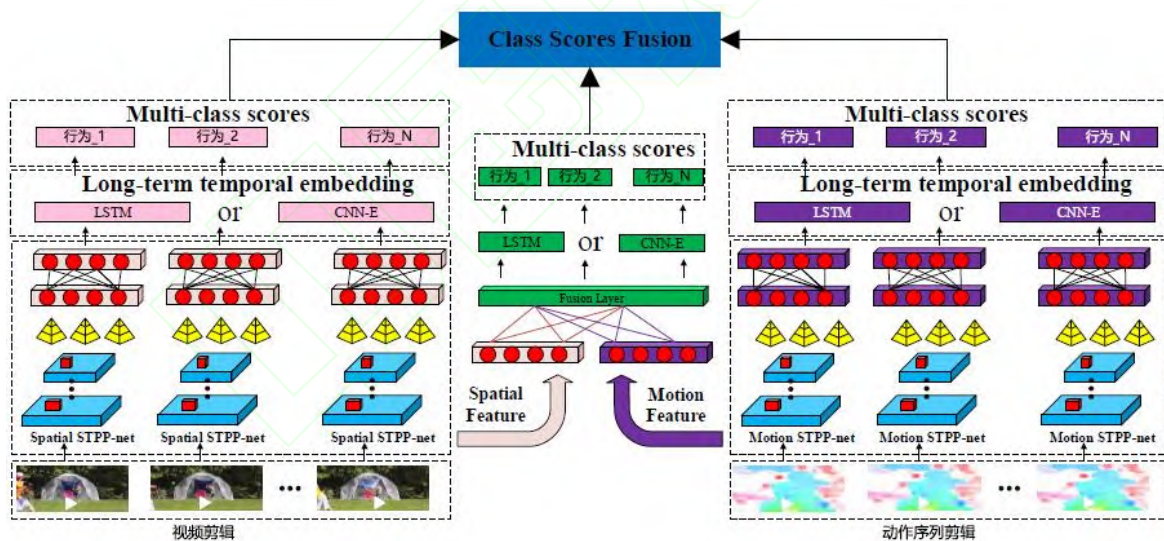 Class Scores Fusion
Multi-class scores
行为_1
行为_2
行为_N
Long-term temporal embedding
LSTM
or
CNN-E
Spatial STPP-net
Spatial STPP-net
Spatial STPP-net
...
视频剪辑
Multi-class scores
行为_1
行为_2
行为_N
LSTM
or
CNN-E
Fusion Layer
Spatial
Feature
Motion
Feature
Multi-class scores
行为_1
行为_2
行为_N
Long-term temporal embedding
LSTM
or
CNN-E
Motion STPP-net
Motion STPP-net
Motion STPP-net
...
动作序列剪辑